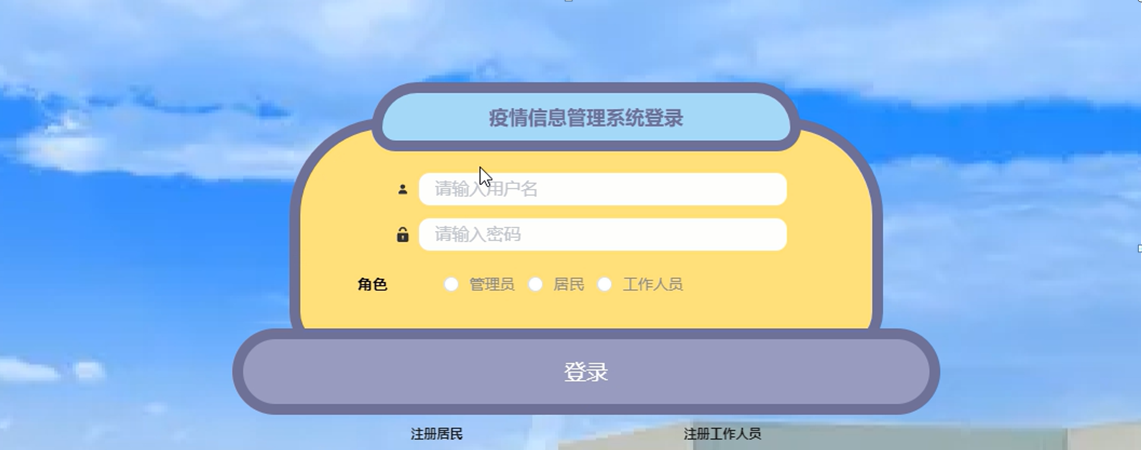 疫情信息管理系统登录
请输入用户名
请输入密码
角色 管理员 居民 工作人员
登录
注册居民 注册工作人员